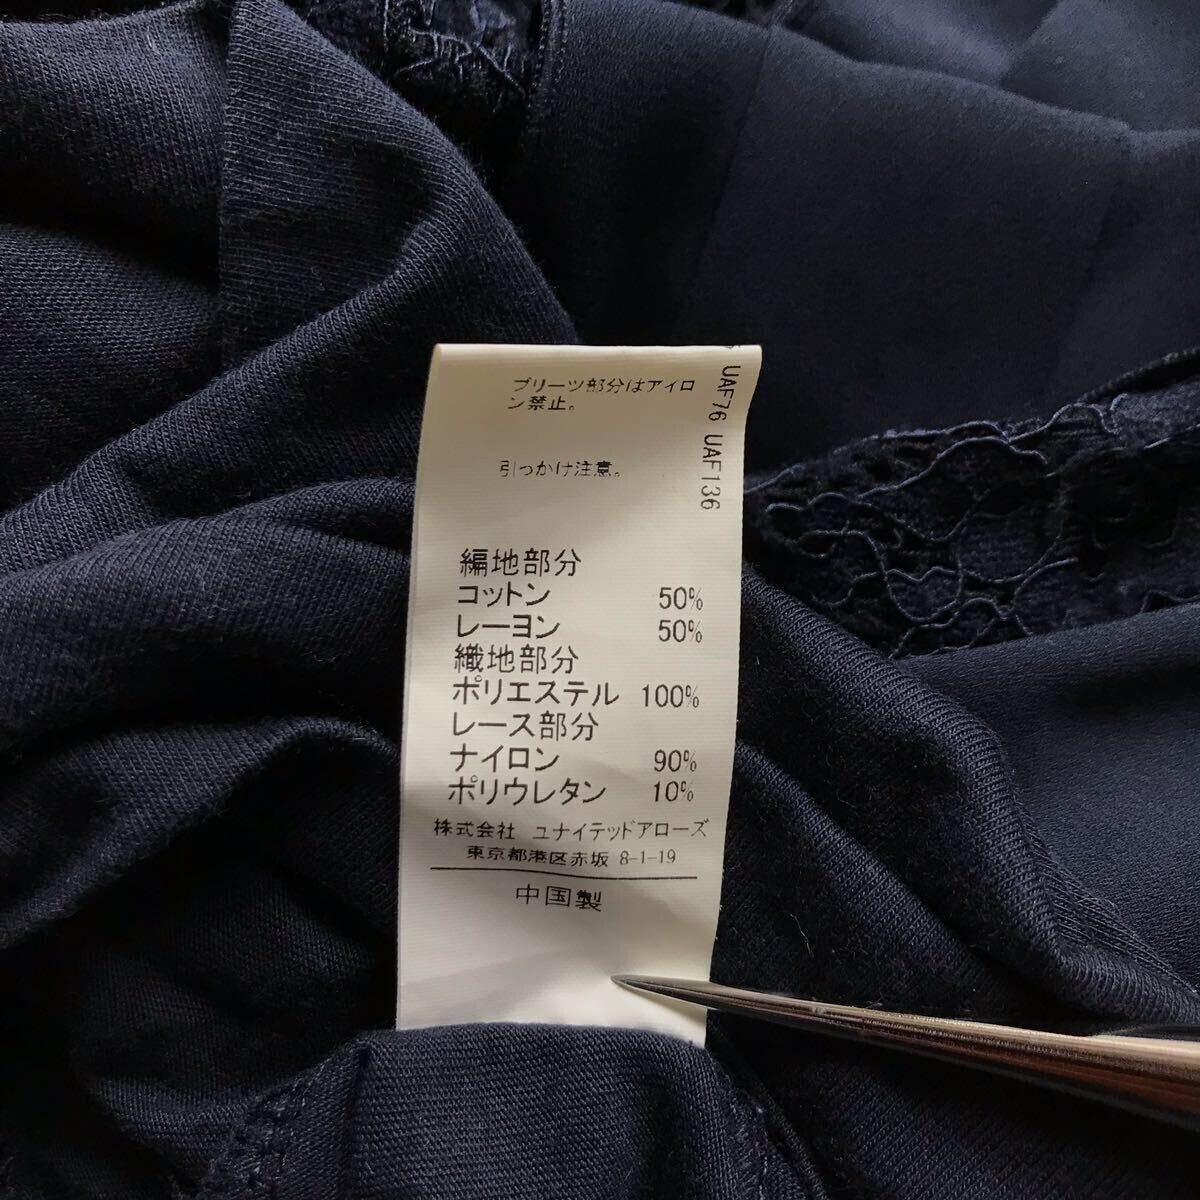 プリーツ部分はアイロ
ン禁止。
引っかけ注意。
編地部分
コットン 50%
レーヨン 50%
織地部分
ポリエステル 100%
レース部分
ナイロン 90%
ポリウレタン 10%
株式会社 ユナイテッドアローズ
東京都港区赤坂 8-1-19
中国製
UAF76 UAF136